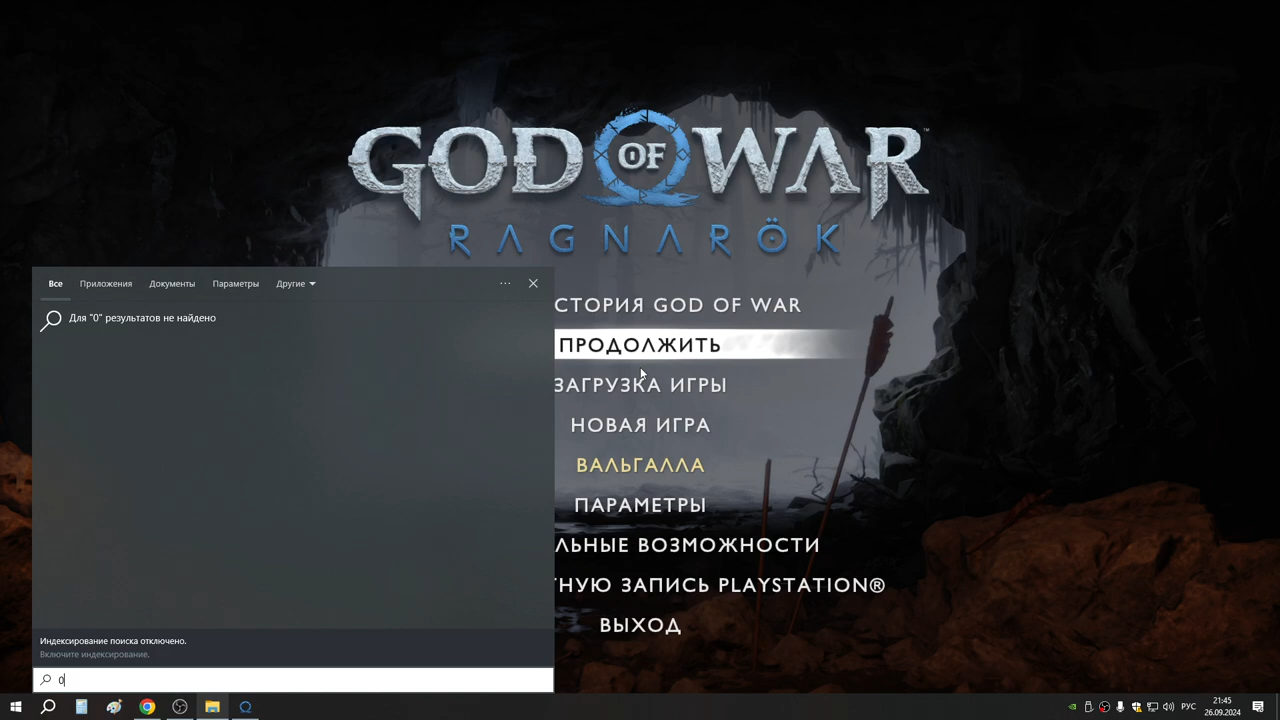 GOD OF WAR™
RAGNARÖK
Все Приложения Документы Параметры Другие
Для "0" результатов не найдено
СТОРИЯ GOD OF WAR
ПРОДОЛЖИТЬ
ЗАГРУЗКА ИГРЫ
НОВАЯ ИГРА
ВАЛЬГАЛЛА
ПАРАМЕТРЫ
ЛЬНЫЕ ВОЗМОЖНОСТИ
ТНУЮ ЗАПИСЬ PLAYSTATION®
ВЫХОД
Индексирование поиска отключено.
Включите индексирование.
0
РУС
21:45
26.09.2024